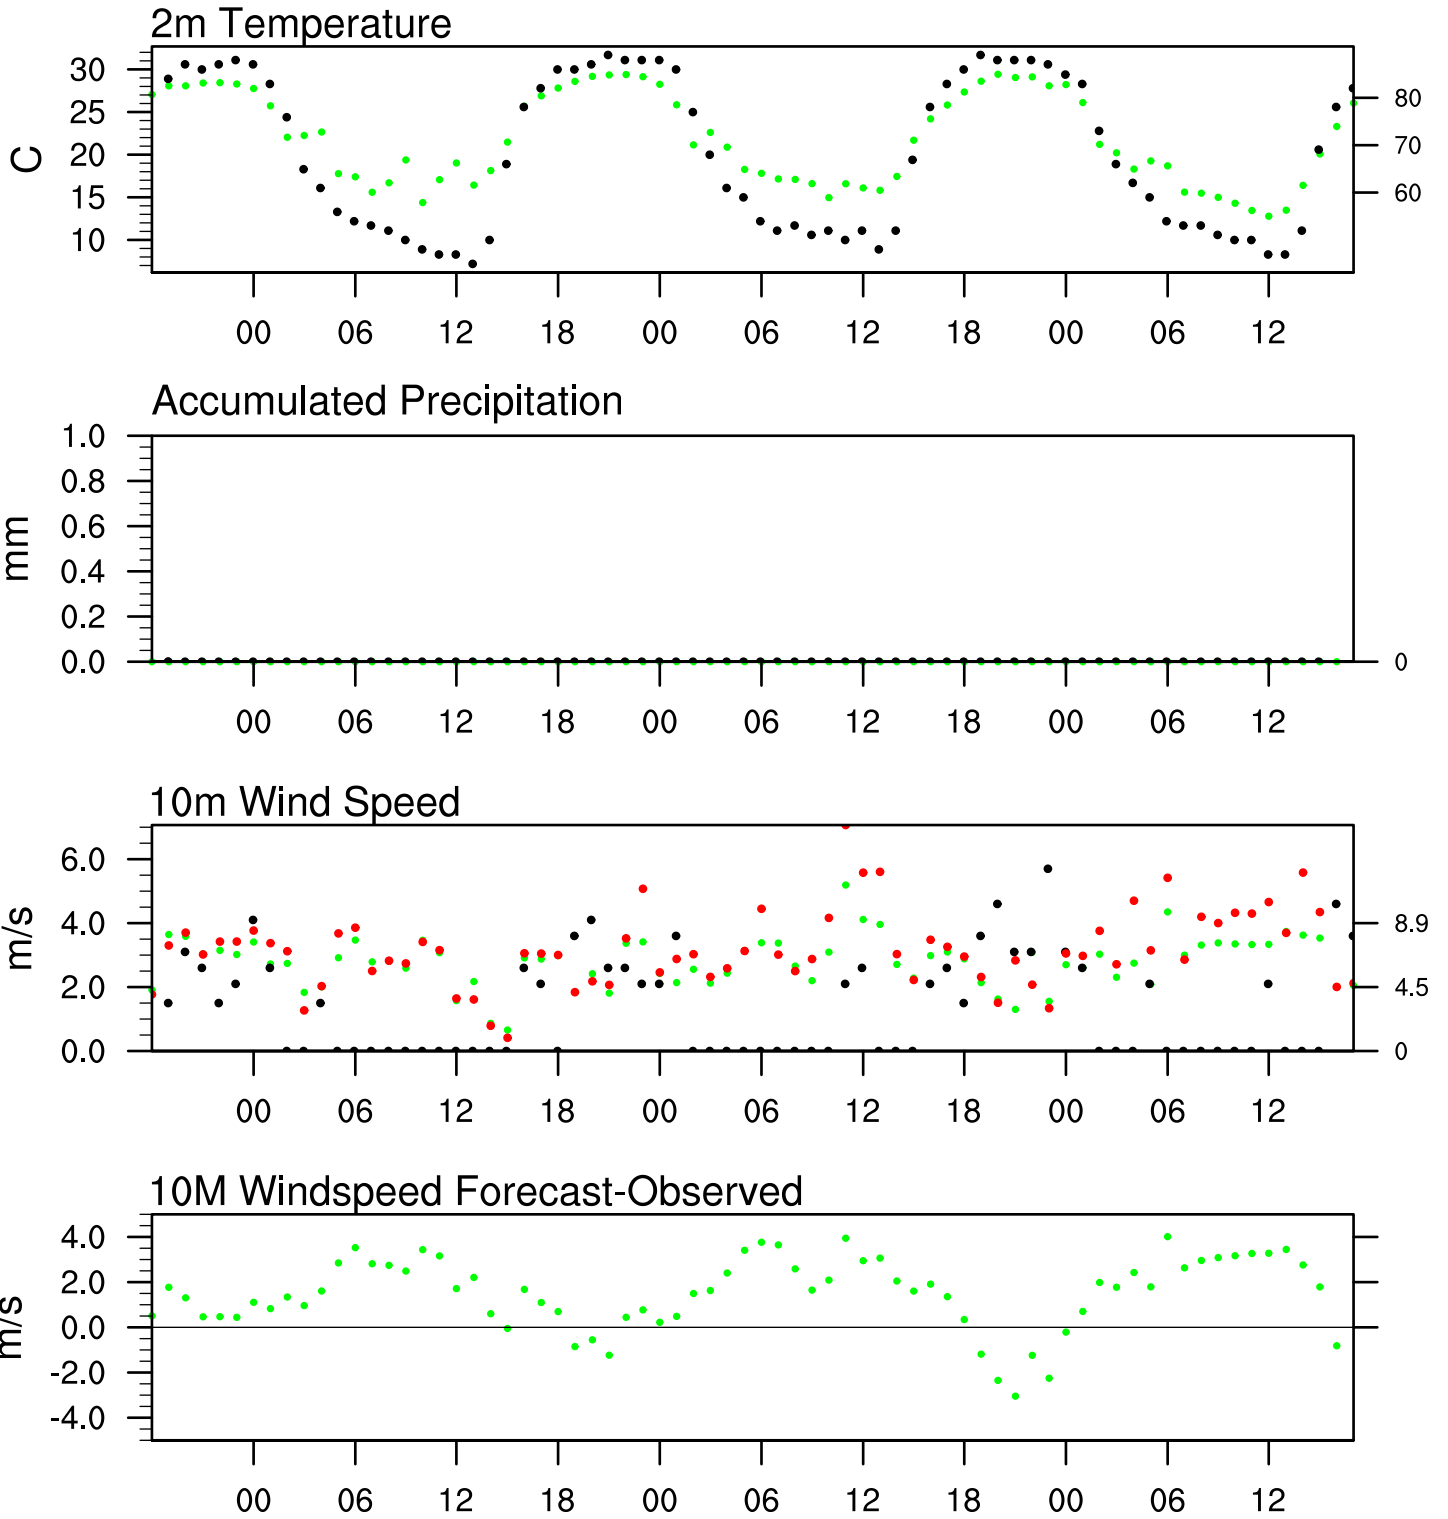 2m Temperature
30
25
20
15
10
C
80
70
60
00 06 12 18 00 06 12 18 00 06 12
Accumulated Precipitation
1.0
0.8
0.6
0.4
0.2
0.0
mm
0
00 06 12 18 00 06 12 18 00 06 12
10m Wind Speed
6.0
4.0
2.0
0.0
m/s
8.9
4.5
0
00 06 12 18 00 06 12 18 00 06 12
10M Windspeed Forecast-Observed
4.0
2.0
0.0
-2.0
-4.0
m/s
00 06 12 18 00 06 12 18 00 06 12